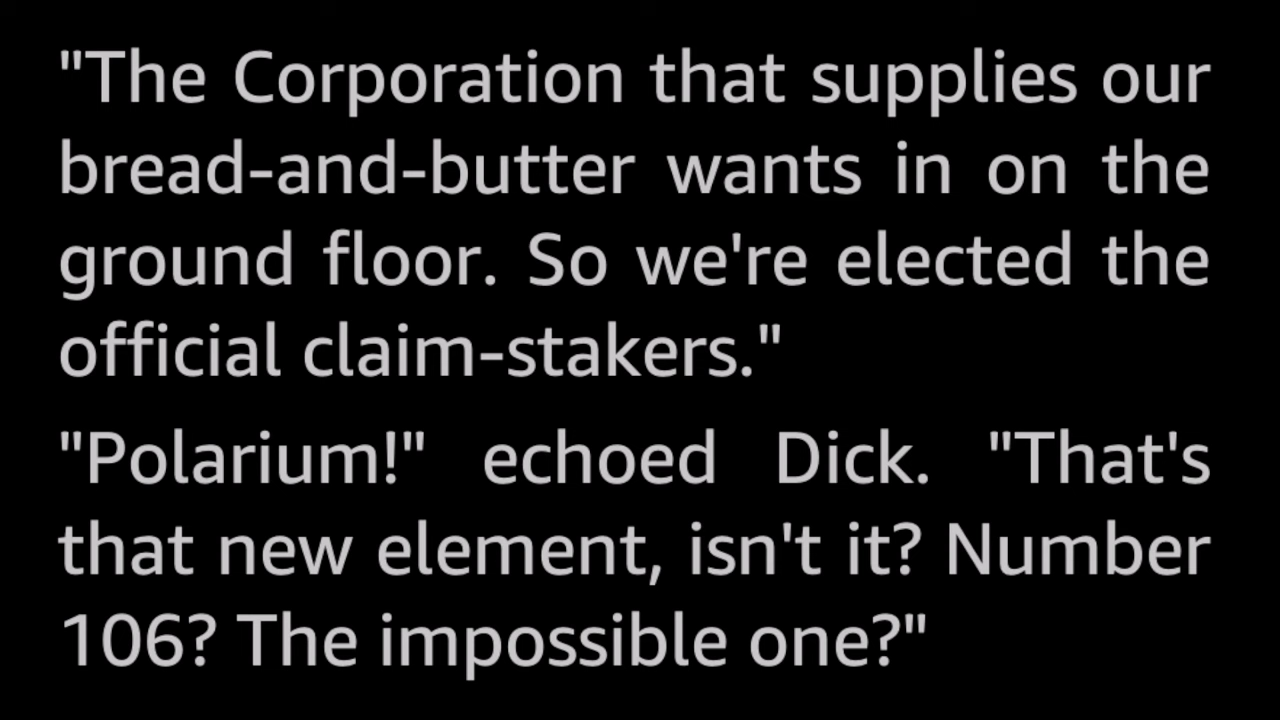 "The Corporation that supplies our
bread-and-butter wants in on the
ground floor. So we're elected the
official claim-stakers."
"Polarium!" echoed Dick. "That's
that new element, isn't it? Number
106? The impossible one?"